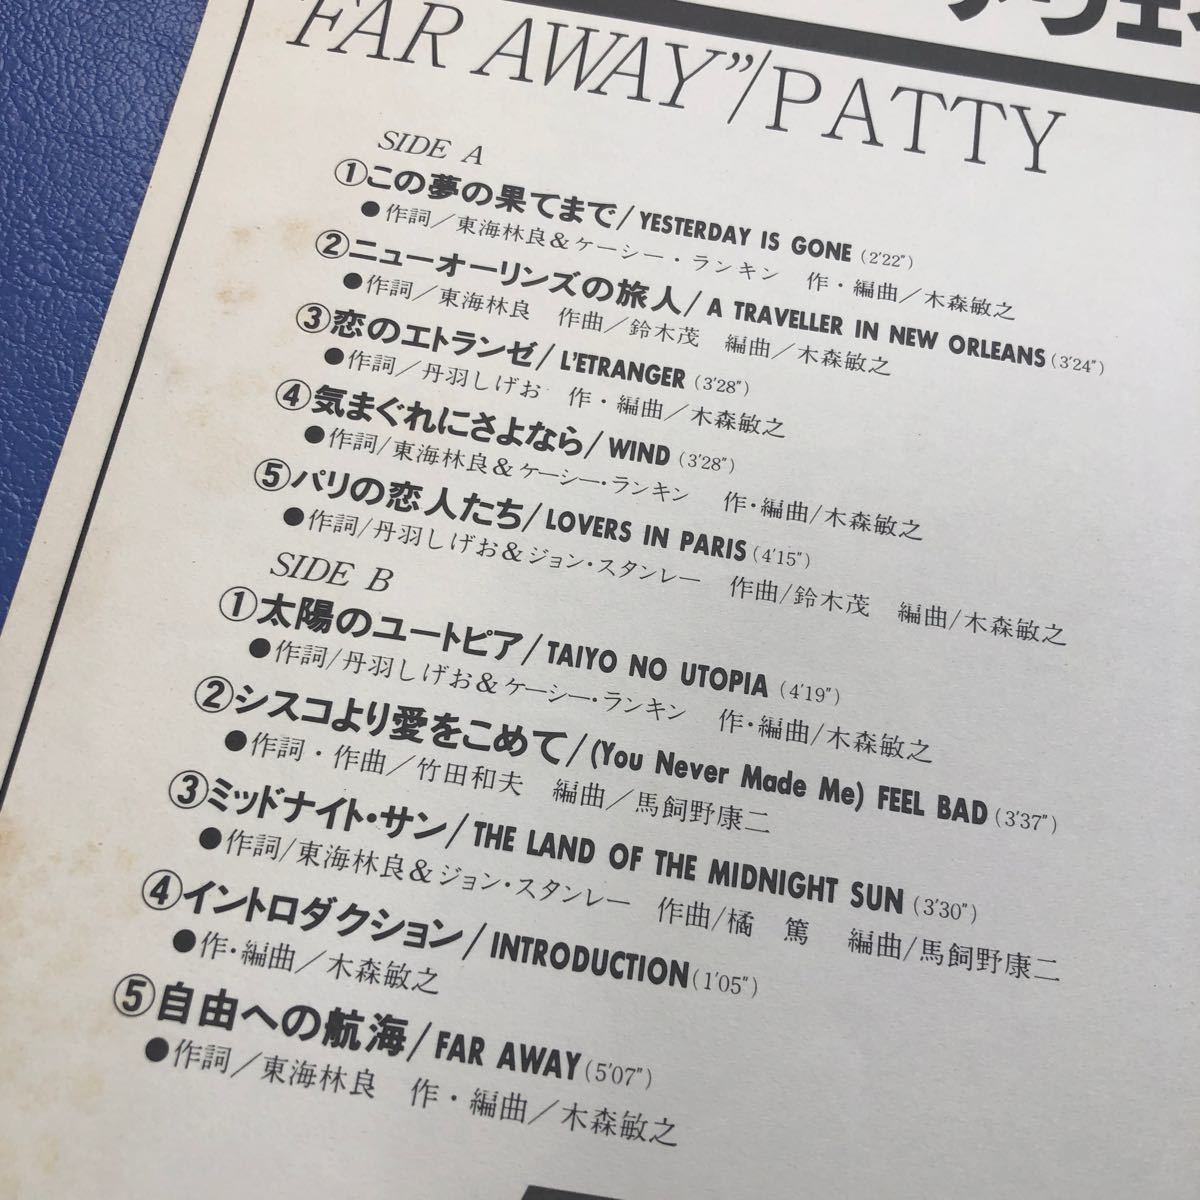 "FAR AWAY"/PATTY
SIDE A
①この夢の果てまで/YESTERDAY IS GONE (2'22")
●作詞/東海林良&ケーシー・ランキン 作・編曲/木森敏之
②ニューオーリンズの旅人/A TRAVELLER IN NEW ORLEANS (3'24")
●作詞/東海林良 作曲/鈴木茂 編曲/木森敏之
③恋のエトランゼ/L'ETRANGER (3'28")
●作詞/丹羽しげお 作・編曲/木森敏之
④気まぐれにさよなら/WIND (3'28")
●作詞/東海林良&ケーシー・ランキン 作・編曲/木森敏之
⑤パリの恋人たち/LOVERS IN PARIS (4'15")
●作詞/丹羽しげお&ジョン・スタンレー 作曲/鈴木茂 編曲/木森敏之
SIDE B
①太陽のユートピア/TAIYO NO UTOPIA (4'19")
●作詞/丹羽しげお&ケーシー・ランキン 作・編曲/木森敏之
②シスコより愛をこめて/(You Never Made Me) FEEL BAD (3'37")
●作詞・作曲/竹田和夫 編曲/馬飼野康二
③ミッドナイト・サン/THE LAND OF THE MIDNIGHT SUN (3'30")
●作詞/東海林良&ジョン・スタンレー 作曲/橘 篤 編曲/馬飼野康二
④イントロダクション/INTRODUCTION (1'05")
●作・編曲/木森敏之
⑤自由への航海/FAR AWAY (5'07")
●作詞/東海林良 作・編曲/木森敏之